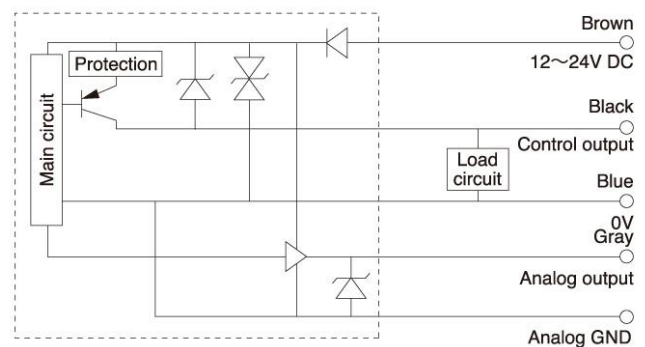 Brown
12～24V DC
Protection
Main circuit
Black
Control output
Load
circuit
Blue
0V
Gray
Analog output
Analog GND